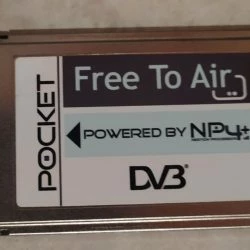 POCKET
Free To Air
POWERED BY NP4+
DVB